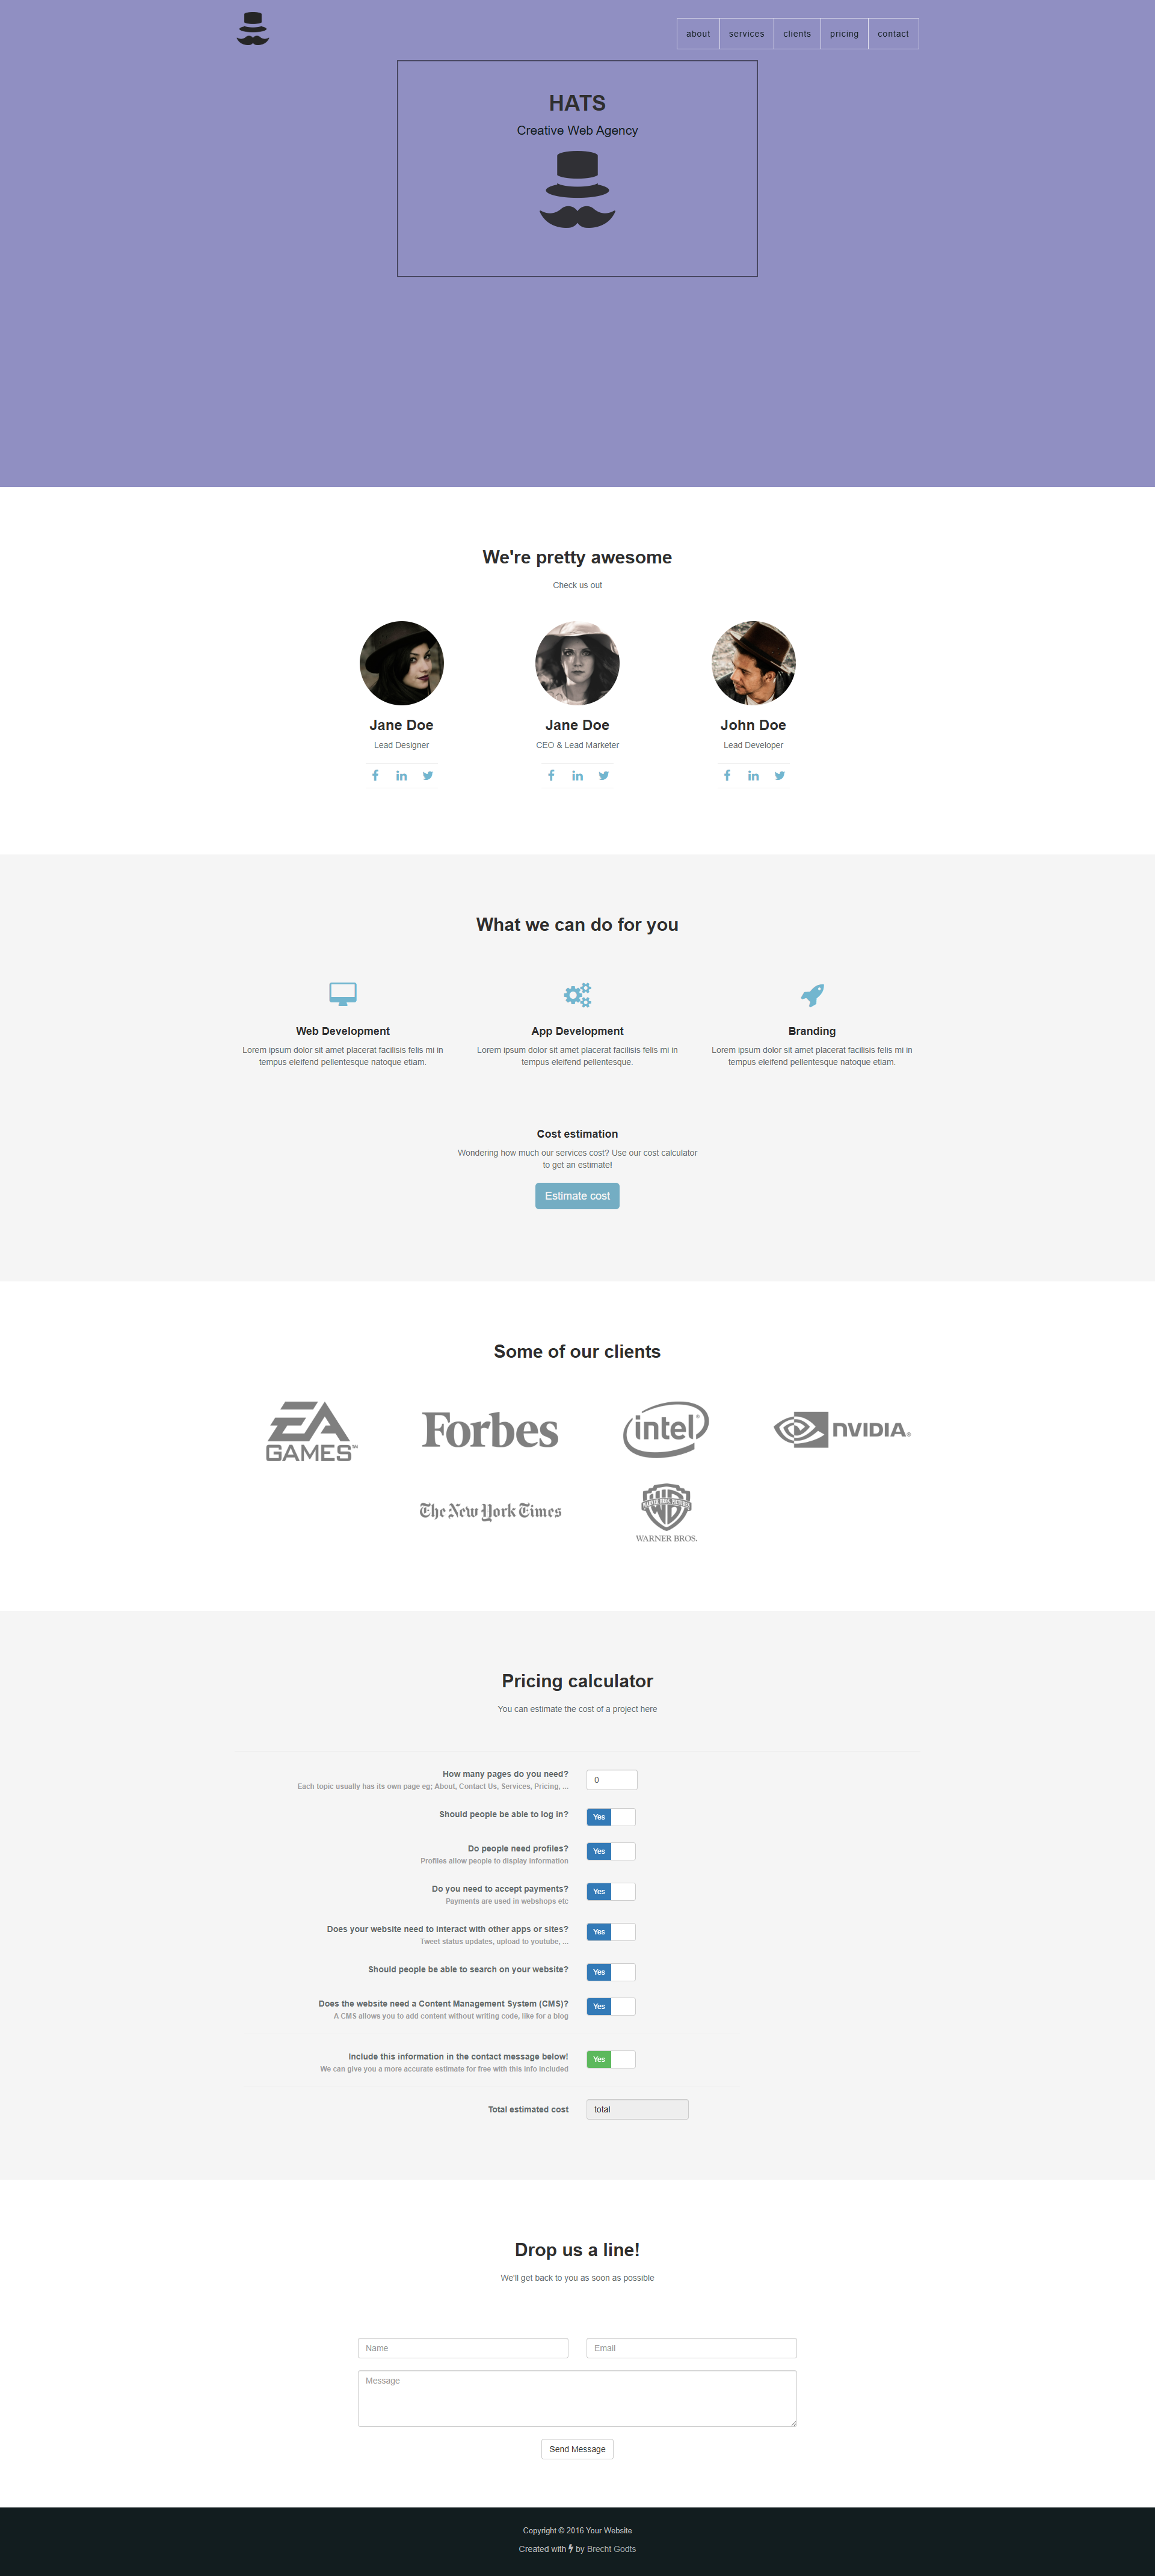 about services clients pricing contact
HATS
Creative Web Agency
We're pretty awesome
Check us out
Jane Doe
Lead Designer
Jane Doe
CEO & Lead Marketer
John Doe
Lead Developer
What we can do for you
Web Development
Lorem ipsum dolor sit amet placerat facilisis felis mi in
tempus eleifend pellentesque natoque etiam.
App Development
Lorem ipsum dolor sit amet placerat facilisis felis mi in
tempus eleifend pellentesque.
Branding
Lorem ipsum dolor sit amet placerat facilisis felis mi in
tempus eleifend pellentesque natoque etiam.
Cost estimation
Wondering how much our services cost? Use our cost calculator
to get an estimate!
Estimate cost
Some of our clients
EA GAMES™
Forbes
intel®
NVIDIA®
The New York Times
WARNER BROS. PICTURES
WARNER BROS.
Pricing calculator
You can estimate the cost of a project here
How many pages do you need? 0
Each topic usually has its own page eg; About, Contact Us, Services, Pricing, ...
Should people be able to log in? Yes
Do people need profiles? Yes
Profiles allow people to display information
Do you need to accept payments? Yes
Payments are used in webshops etc
Does your website need to interact with other apps or sites? Yes
Tweet status updates, upload to youtube, ...
Should people be able to search on your website? Yes
Does the website need a Content Management System (CMS)? Yes
A CMS allows you to add content without writing code, like for a blog
Include this information in the contact message below! Yes
We can give you a more accurate estimate for free with this info included
Total estimated cost total
Drop us a line!
We'll get back to you as soon as possible
Name Email
Message
Send Message
Copyright © 2016 Your Website
Created with by Brecht Godts